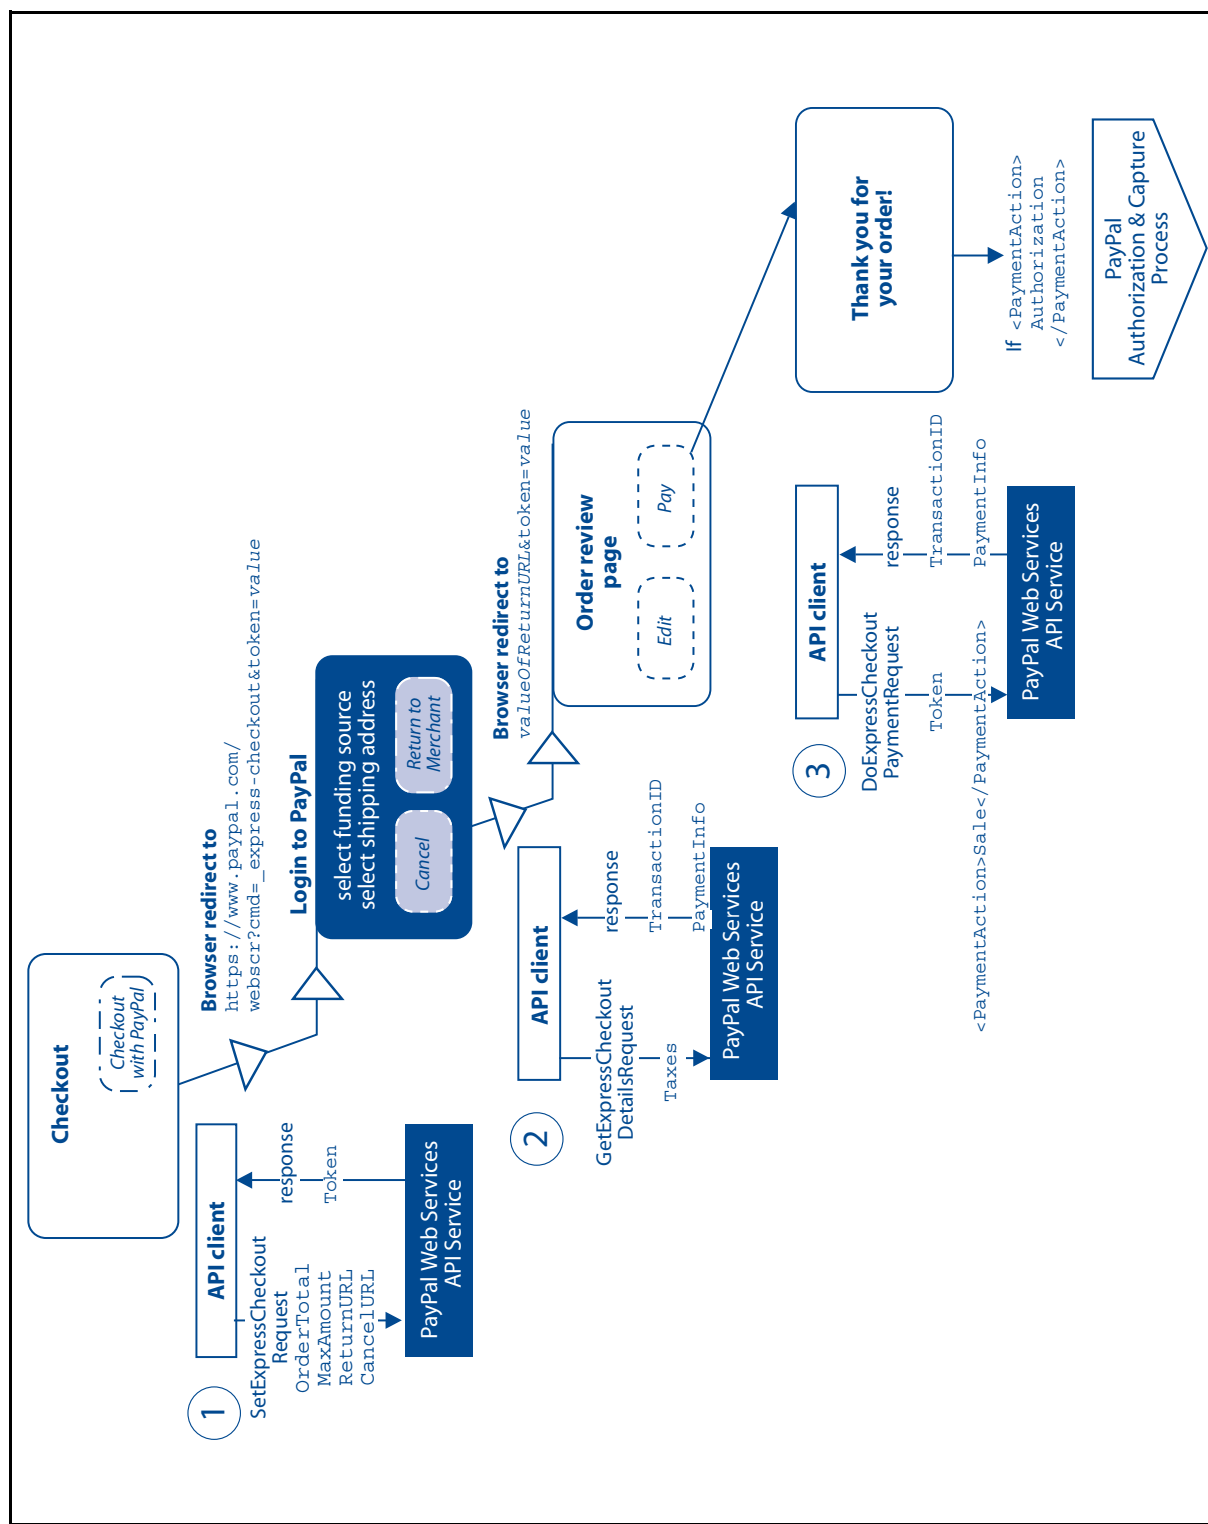 Checkout
Checkout
with PayPal
Browser redirect to
https://www.paypal.com/
webscr?cmd=_express-checkout&token=value
1
API client
SetExpressCheckout
Request
OrderTotal
MaxAmount
ReturnURL
CancelURL
response
Token
PayPal Web Services
API Service
Login to PayPal
select funding source
select shipping address
Cancel
Return to
Merchant
Browser redirect to
valueOfReturnURL&token=value
2
API client
GetExpressCheckout
DetailsRequest
Taxes
response
TransactionID
PaymentInfo
PayPal Web Services
API Service
Order review
page
Edit
Pay
3
API client
DoExpressCheckout
PaymentRequest
Token
<PaymentAction>Sale</PaymentAction>
response
TransactionID
PaymentInfo
PayPal Web Services
API Service
Thank you for
your order!
If <PaymentAction>
Authorization
</PaymentAction>
PayPal
Authorization & Capture
Process